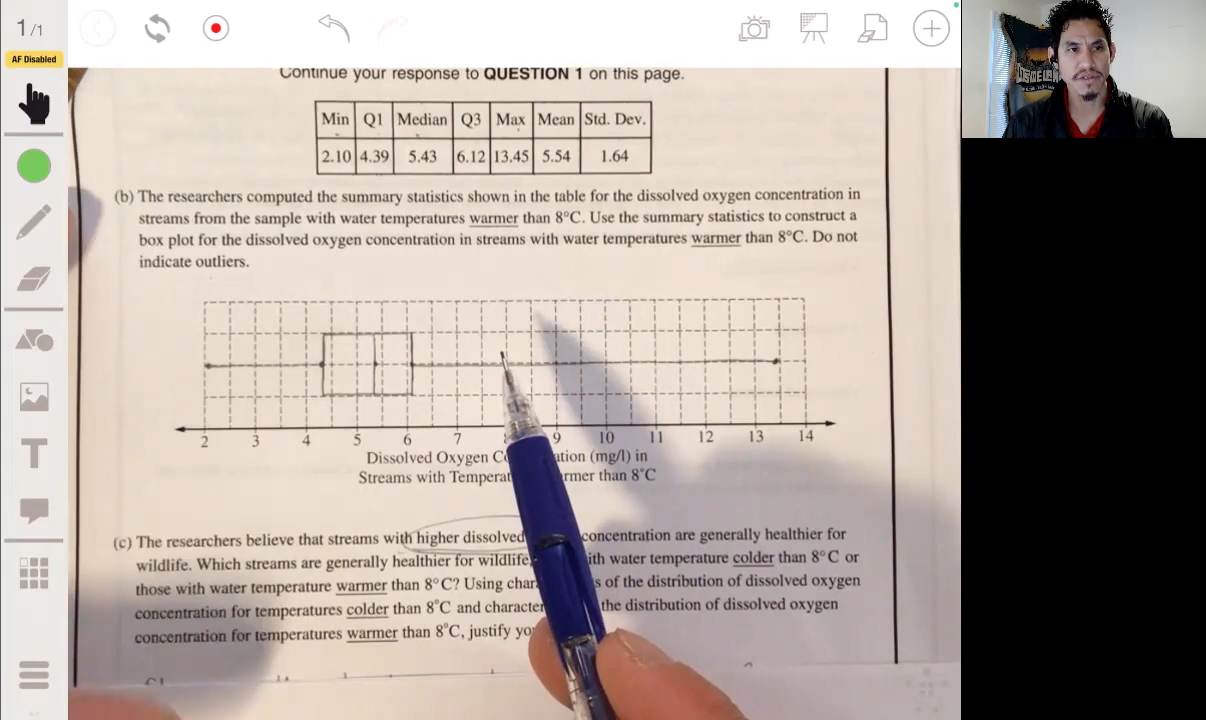 1/1
AF Disabled
Continue your response to QUESTION 1 on this page.
Min Q1 Median Q3 Max Mean Std. Dev.
2.10 4.39 5.43 6.12 13.45 5.54 1.64
(b) The researchers computed the summary statistics shown in the table for the dissolved oxygen concentration in
streams from the sample with water temperatures warmer than 8°C. Use the summary statistics to construct a
box plot for the dissolved oxygen concentration in streams with water temperatures warmer than 8°C. Do not
indicate outliers.
2 3 4 5 6 7 9 10 11 12 13 14
Dissolved Oxygen ation (mg/l) in
Streams with Temperat rmer than 8°C
(c) The researchers believe that streams with higher dissolved concentration are generally healthier for
wildlife. Which streams are generally healthier for wildlife, ith water temperature colder than 8°C or
those with water temperature warmer than 8°C? Using char s of the distribution of dissolved oxygen
concentration for temperatures colder than 8°C and character the distribution of dissolved oxygen
concentration for temperatures warmer than 8°C, justify yo